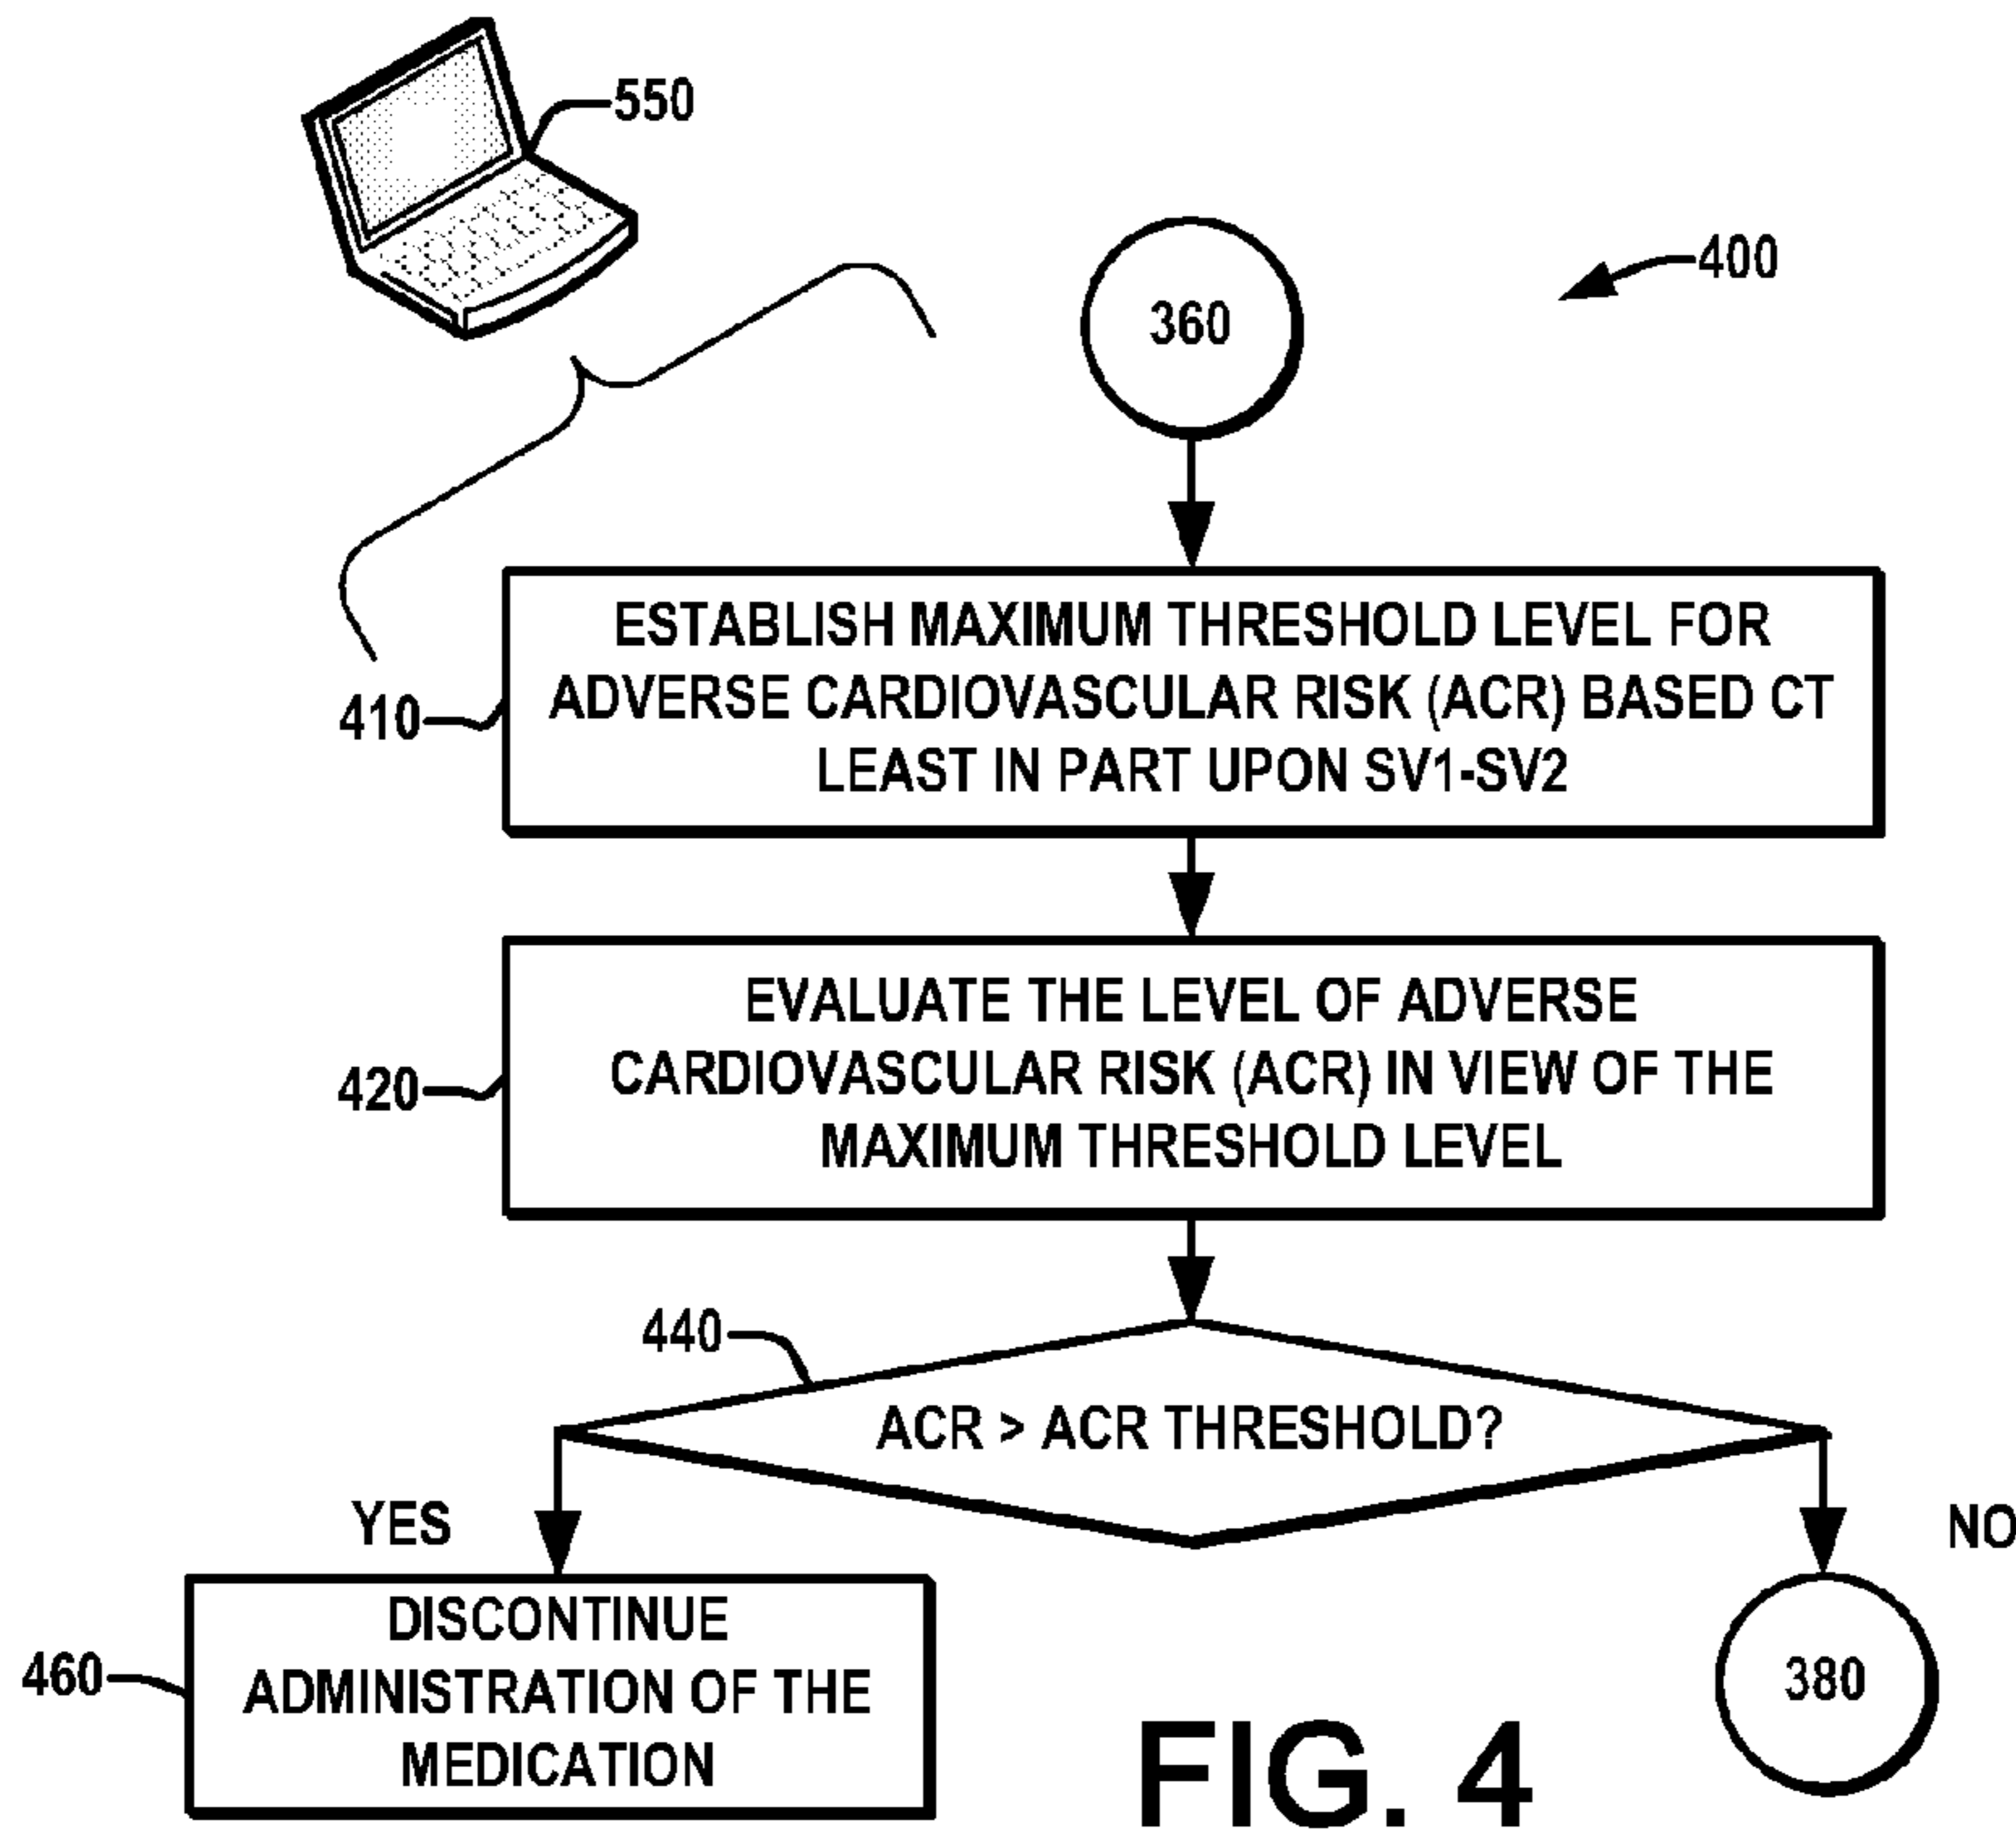 550
400
360
410
ESTABLISH MAXIMUM THRESHOLD LEVEL FOR
ADVERSE CARDIOVASCULAR RISK (ACR) BASED CT
LEAST IN PART UPON SV1-SV2
420
EVALUATE THE LEVEL OF ADVERSE
CARDIOVASCULAR RISK (ACR) IN VIEW OF THE
MAXIMUM THRESHOLD LEVEL
440
ACR > ACR THRESHOLD?
YES
NO
460
DISCONTINUE
ADMINISTRATION OF THE
MEDICATION
380
FIG. 4